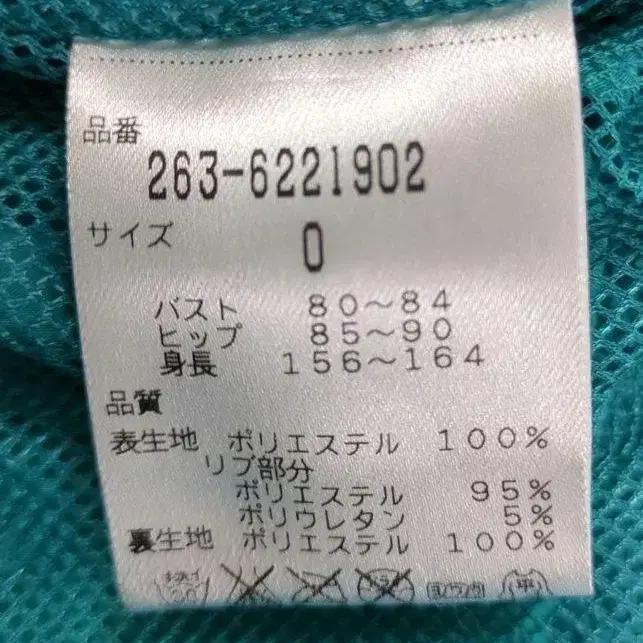 品番
263-6221902
サイズ 0
バスト 80～84
ヒップ 85～90
身長 156～164
品質
表生地 ポリエステル 100%
リブ部分
ポリエステル 95%
ポリウレタン 5%
裏生地 ポリエステル 100%
中